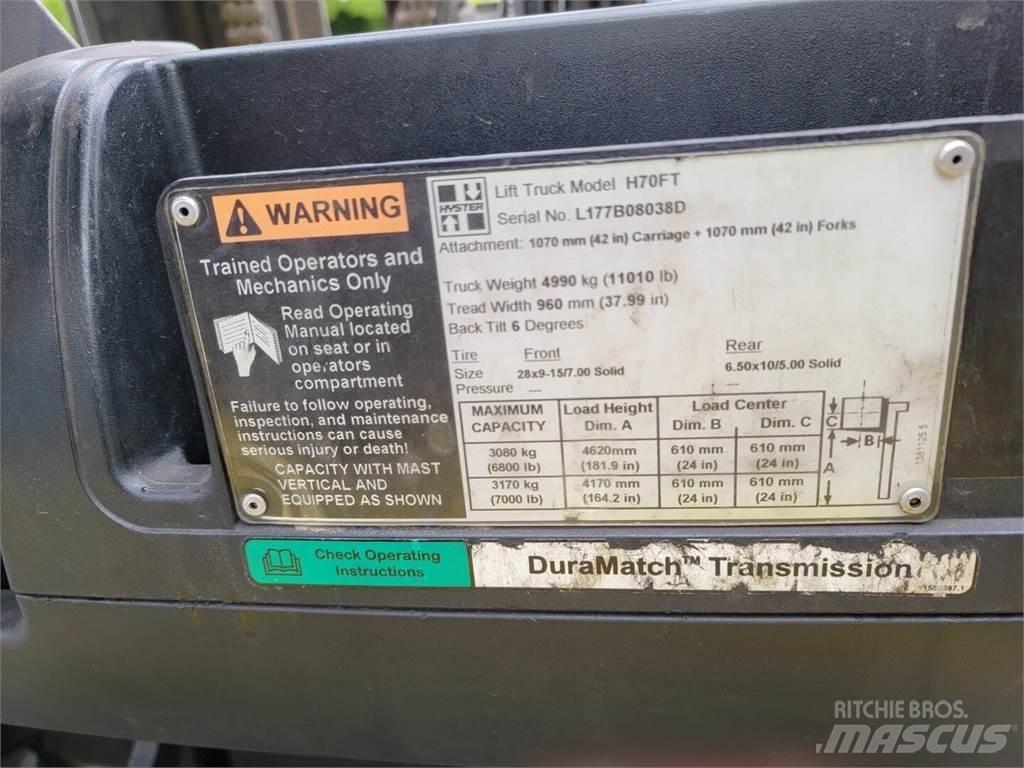 WARNING
Trained Operators and
Mechanics Only
Read Operating
Manual located
on seat or in
operators
compartment
Failure to follow operating,
inspection, and maintenance
instructions can cause
serious injury or death!
CAPACITY WITH MAST
VERTICAL AND
EQUIPPED AS SHOWN
HYSTER
Lift Truck Model H70FT
Serial No. L177B08038D
Attachment: 1070 mm (42 in) Carriage + 1070 mm (42 in) Forks
Truck Weight 4990 kg (11010 lb)
Tread Width 960 mm (37.99 in)
Back Tilt 6 Degrees
Tire Front Rear
Size 28x9-15/7.00 Solid 6.50x10/5.00 Solid
Pressure --- ---
MAXIMUM Load Height Load Center
CAPACITY Dim. A Dim. B Dim. C
3080 kg 4620mm 610 mm 610 mm
(6800 lb) (181.9 in) (24 in) (24 in)
3170 kg 4170 mm 610 mm 610 mm
(7000 lb) (164.2 in) (24 in) (24 in)
C
B
A
Check Operating
Instructions
DuraMatch™ Transmission
RITCHIE BROS.
MASCUS